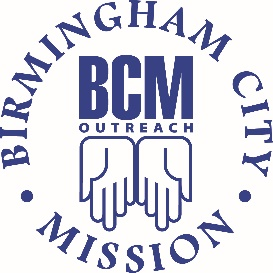 BIRMINGHAM CITY
BCM
OUTREACH
• MISSION •